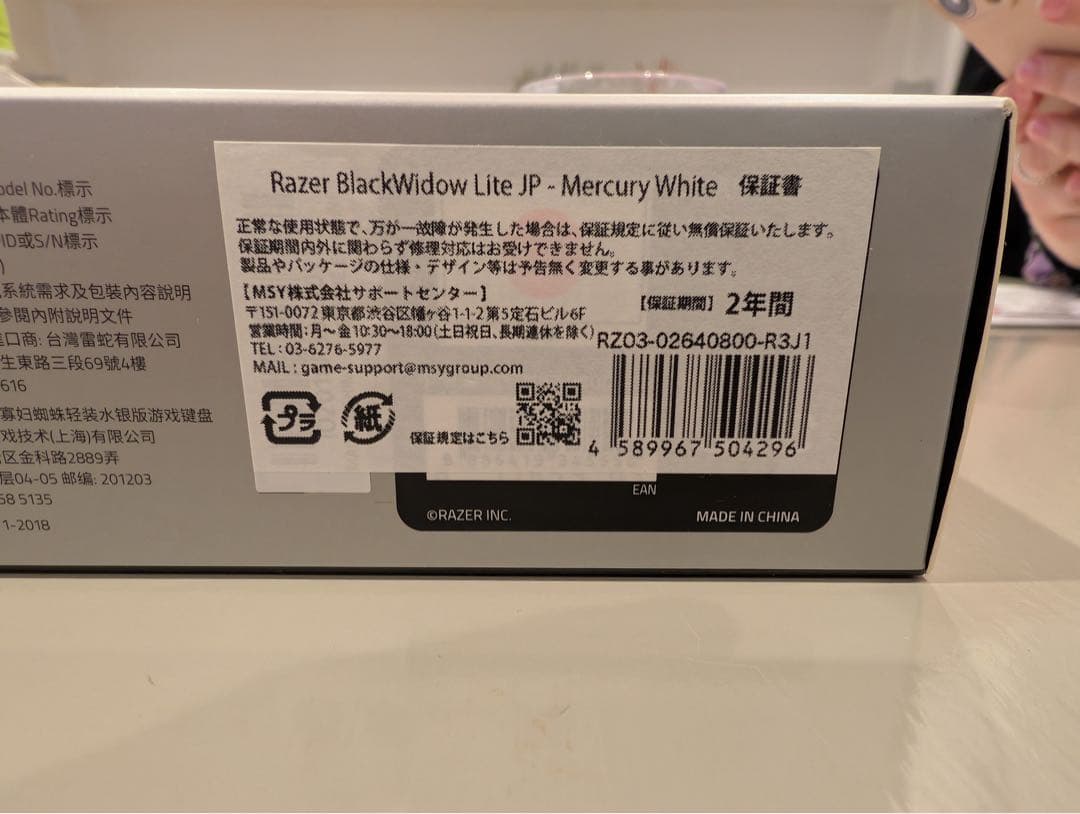 odel No.標示
本體Rating標示
ID或S/N標示
)
系統需求及包裝內容說明
參閱內附說明文件
口商: 台灣雷蛇有限公司
生東路三段69號4樓
616
寡妇蜘蛛轻装水银版游戏键盘
戏技术(上海)有限公司
区金科路2889弄
层04-05 邮编: 201203
58 5135
1-2018
Razer BlackWidow Lite JP - Mercury White 保証書
正常な使用状態で、万が一故障が発生した場合は、保証規定に従い無償保証いたします。
保証期間内外に関わらず修理対応はお受けできません。
製品やパッケージの仕様・デザイン等は予告無く変更する事があります。
【MSY株式会社サポートセンター】
〒151-0072 東京都渋谷区幡ヶ谷1-1-2 第5定石ビル6F
営業時間:月〜金10:30〜18:00(土日祝日、長期連休を除く)
TEL : 03-6276-5977
MAIL : game-support@msygroup.com
【保証期間】 2年間
RZ03-02640800-R3J1
プラ
紙
保証規定はこちら
4 589967 504296
EAN
©RAZER INC.
MADE IN CHINA